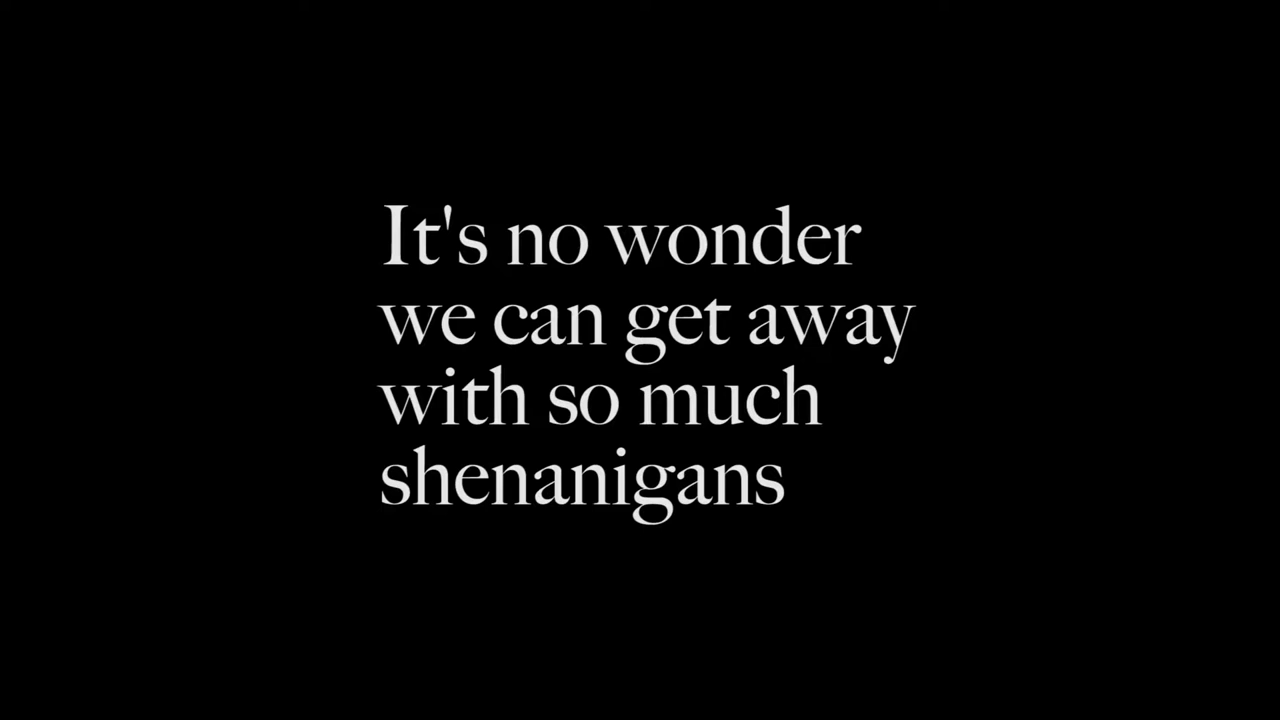 It's no wonder
we can get away
with so much
shenanigans